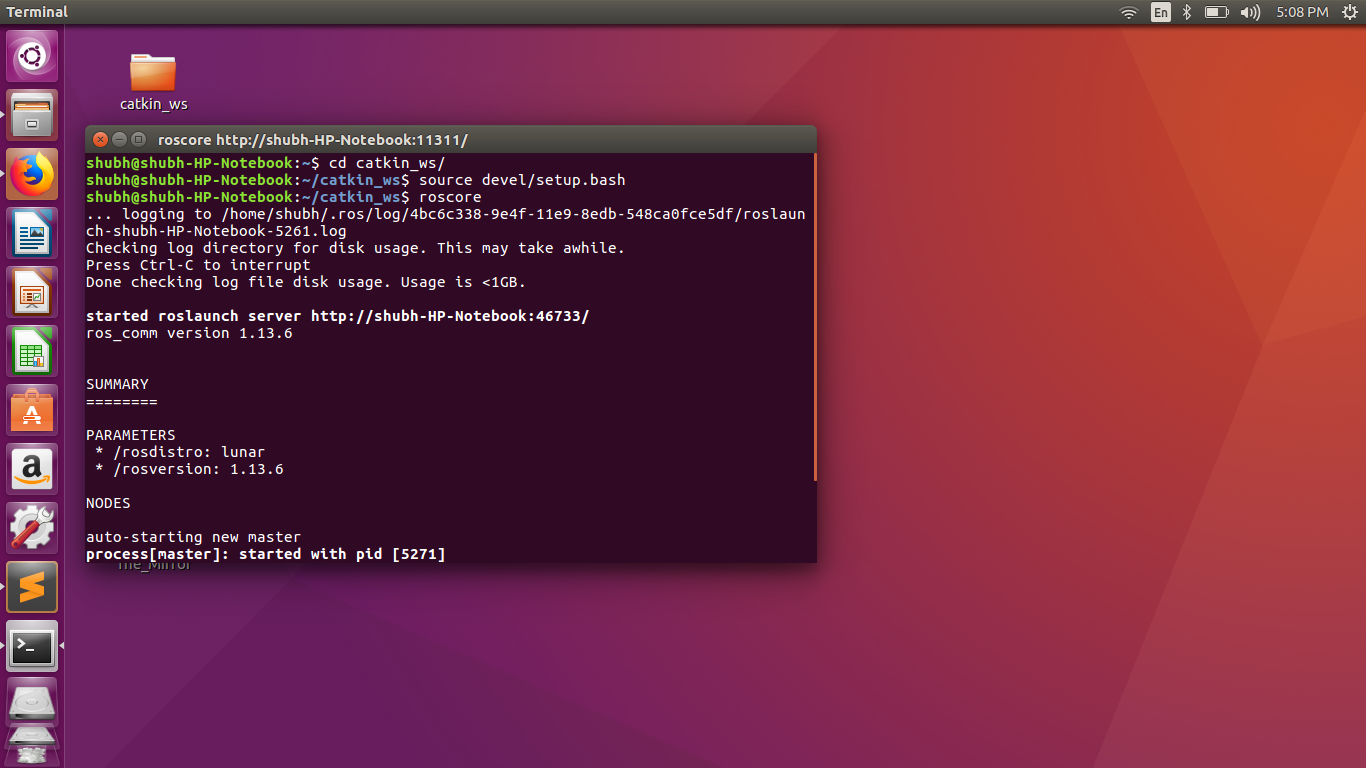 Terminal
En
5:08 PM
catkin_ws
roscore http://shubh-HP-Notebook:11311/
shubh@shubh-HP-Notebook:~$ cd catkin_ws/
shubh@shubh-HP-Notebook:~/catkin_ws$ source devel/setup.bash
shubh@shubh-HP-Notebook:~/catkin_ws$ roscore
... logging to /home/shubh/.ros/log/4bc6c338-9e4f-11e9-8edb-548ca0fce5df/roslaun
ch-shubh-HP-Notebook-5261.log
Checking log directory for disk usage. This may take awhile.
Press Ctrl-C to interrupt
Done checking log file disk usage. Usage is <1GB.
started roslaunch server http://shubh-HP-Notebook:46733/
ros_comm version 1.13.6
SUMMARY
========
PARAMETERS
* /rosdistro: lunar
* /rosversion: 1.13.6
NODES
auto-starting new master
process[master]: started with pid [5271]
The_Mirror